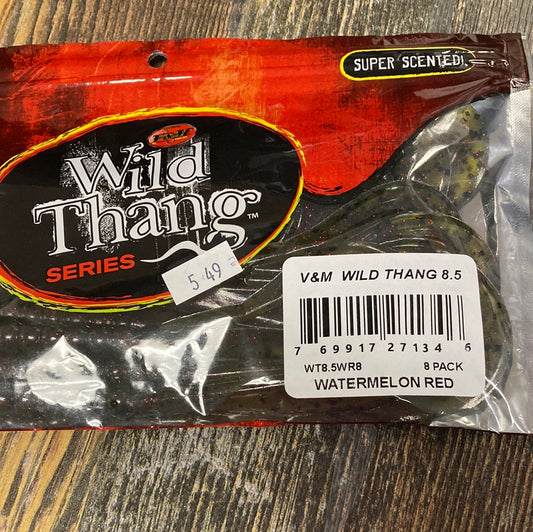 SUPER SCENTED!
Wild
Thang™
SERIES
5.49
V&M WILD THANG 8.5
7 69917 27134 6
WT8.5WR8 8 PACK
WATERMELON RED